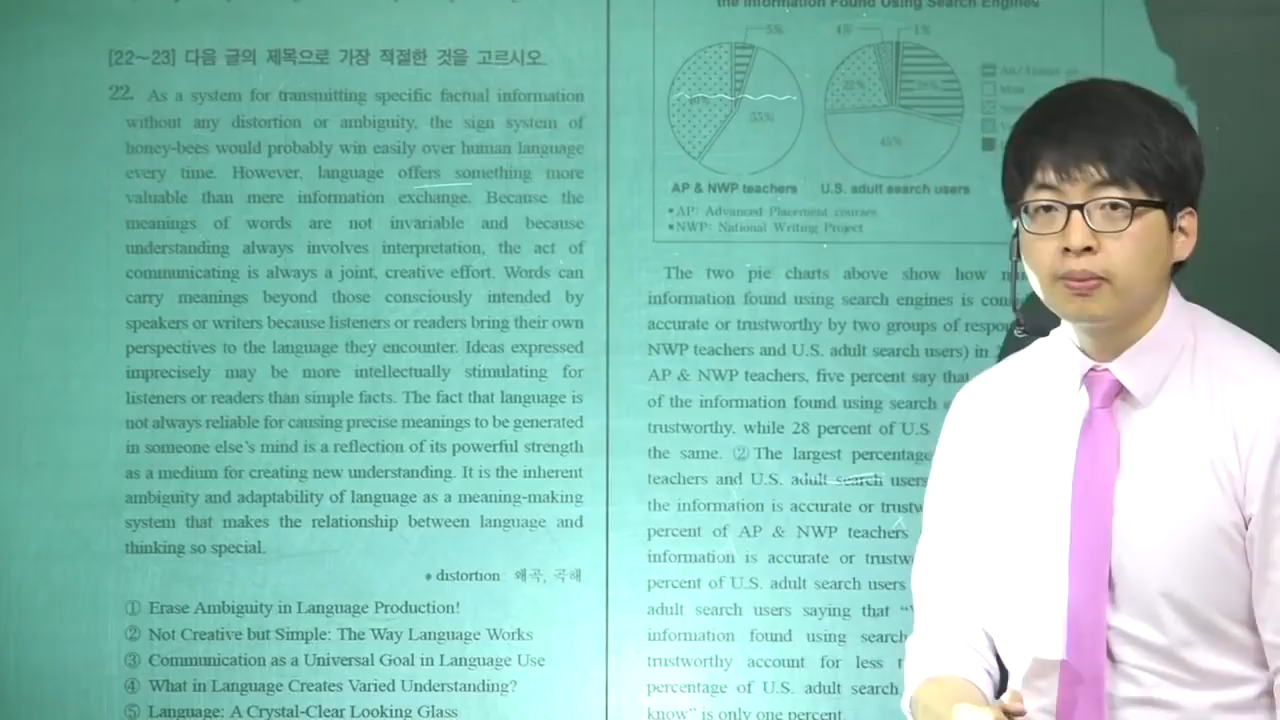 [22~23] 다음 글의 제목으로 가장 적절한 것을 고르시오.
22. As a system for transmitting specific factual information
without any distortion or ambiguity, the sign system of
honey-bees would probably win easily over human language
every time. However, language offers something more
valuable than mere information exchange. Because the
meanings of words are not invariable and because
understanding always involves interpretation, the act of
communicating is always a joint, creative effort. Words can
carry meanings beyond those consciously intended by
speakers or writers because listeners or readers bring their own
perspectives to the language they encounter. Ideas expressed
imprecisely may be more intellectually stimulating for
listeners or readers than simple facts. The fact that language is
not always reliable for causing precise meanings to be generated
in someone else's mind is a reflection of its powerful strength
as a medium for creating new understanding. It is the inherent
ambiguity and adaptability of language as a meaning-making
system that makes the relationship between language and
thinking so special.
* distortion: 왜곡, 곡해
① Erase Ambiguity in Language Production!
② Not Creative but Simple: The Way Language Works
③ Communication as a Universal Goal in Language Use
④ What in Language Creates Varied Understanding?
⑤ Language: A Crystal-Clear Looking Glass
the Information Found Using Search Engines
5%
40%
55%
4%
1%
22%
28%
45%
AP & NWP teachers
U.S. adult search users
* AP: Advanced Placement courses
* NWP: National Writing Project
The two pie charts above show how
information found using search engines is
accurate or trustworthy by two groups of
NWP teachers and U.S. adult search users) in
AP & NWP teachers, five percent say that
of the information found using search
trustworthy, while 28 percent of U.S
the same. ② The largest percentage
teachers and U.S. adult search users
the information is accurate or
percent of AP & NWP teachers
information is accurate or
percent of U.S. adult search users
adult search users saying that
information found using search
trustworthy account for less
percentage of U.S. adult search
know" is only one percent.